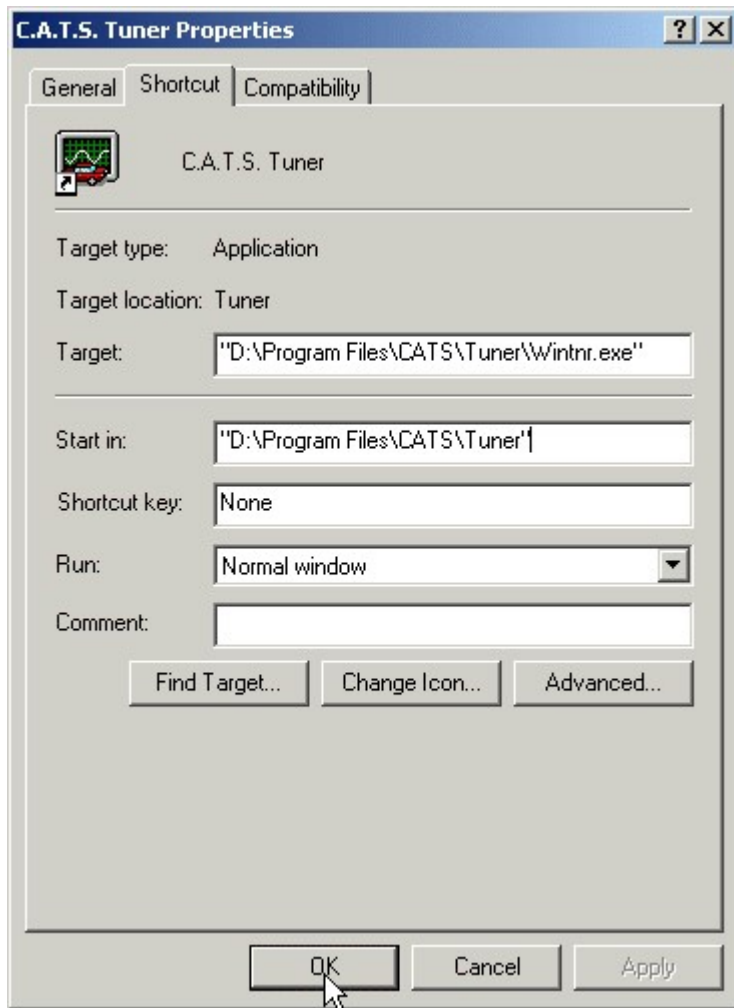 C.A.T.S. Tuner Properties
General Shortcut Compatibility
C.A.T.S. Tuner
Target type: Application
Target location: Tuner
Target: "D:\Program Files\CATS\Tuner\Wintnr.exe"
Start in: "D:\Program Files\CATS\Tuner"
Shortcut key: None
Run: Normal window
Comment:
Find Target... Change Icon... Advanced...
OK Cancel Apply